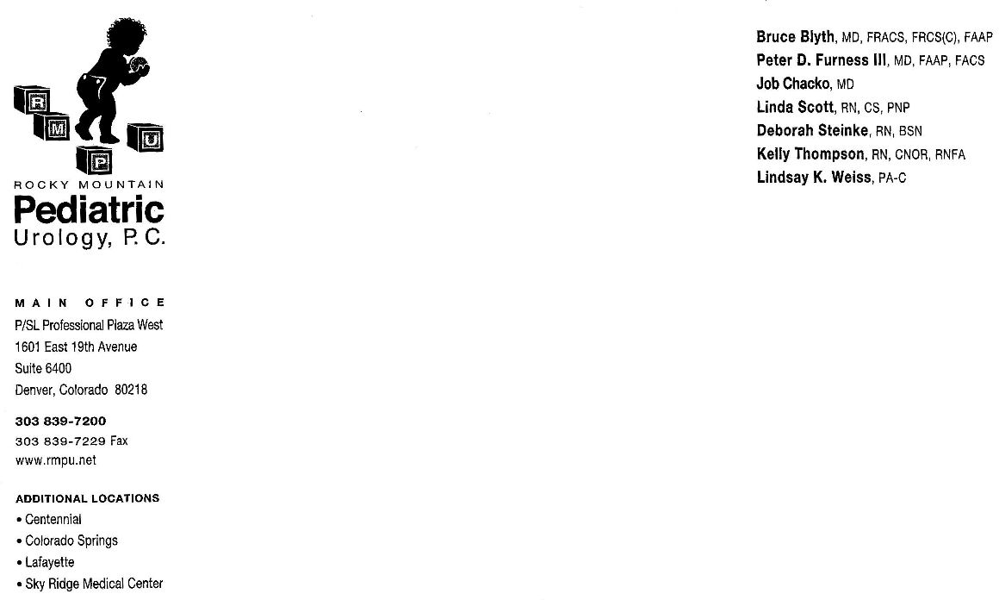 R
M
U
P
ROCKY MOUNTAIN
Pediatric
Urology, P.C.
MAIN OFFICE
P/SL Professional Plaza West
1601 East 19th Avenue
Suite 6400
Denver, Colorado 80218
303 839-7200
303 839-7229 Fax
www.rmpu.net
ADDITIONAL LOCATIONS
• Centennial
• Colorado Springs
• Lafayette
• Sky Ridge Medical Center
Bruce Blyth, MD, FRACS, FRCS(C), FAAP
Peter D. Furness III, MD, FAAP, FACS
Job Chacko, MD
Linda Scott, RN, CS, PNP
Deborah Steinke, RN, BSN
Kelly Thompson, RN, CNOR, RNFA
Lindsay K. Weiss, PA-C